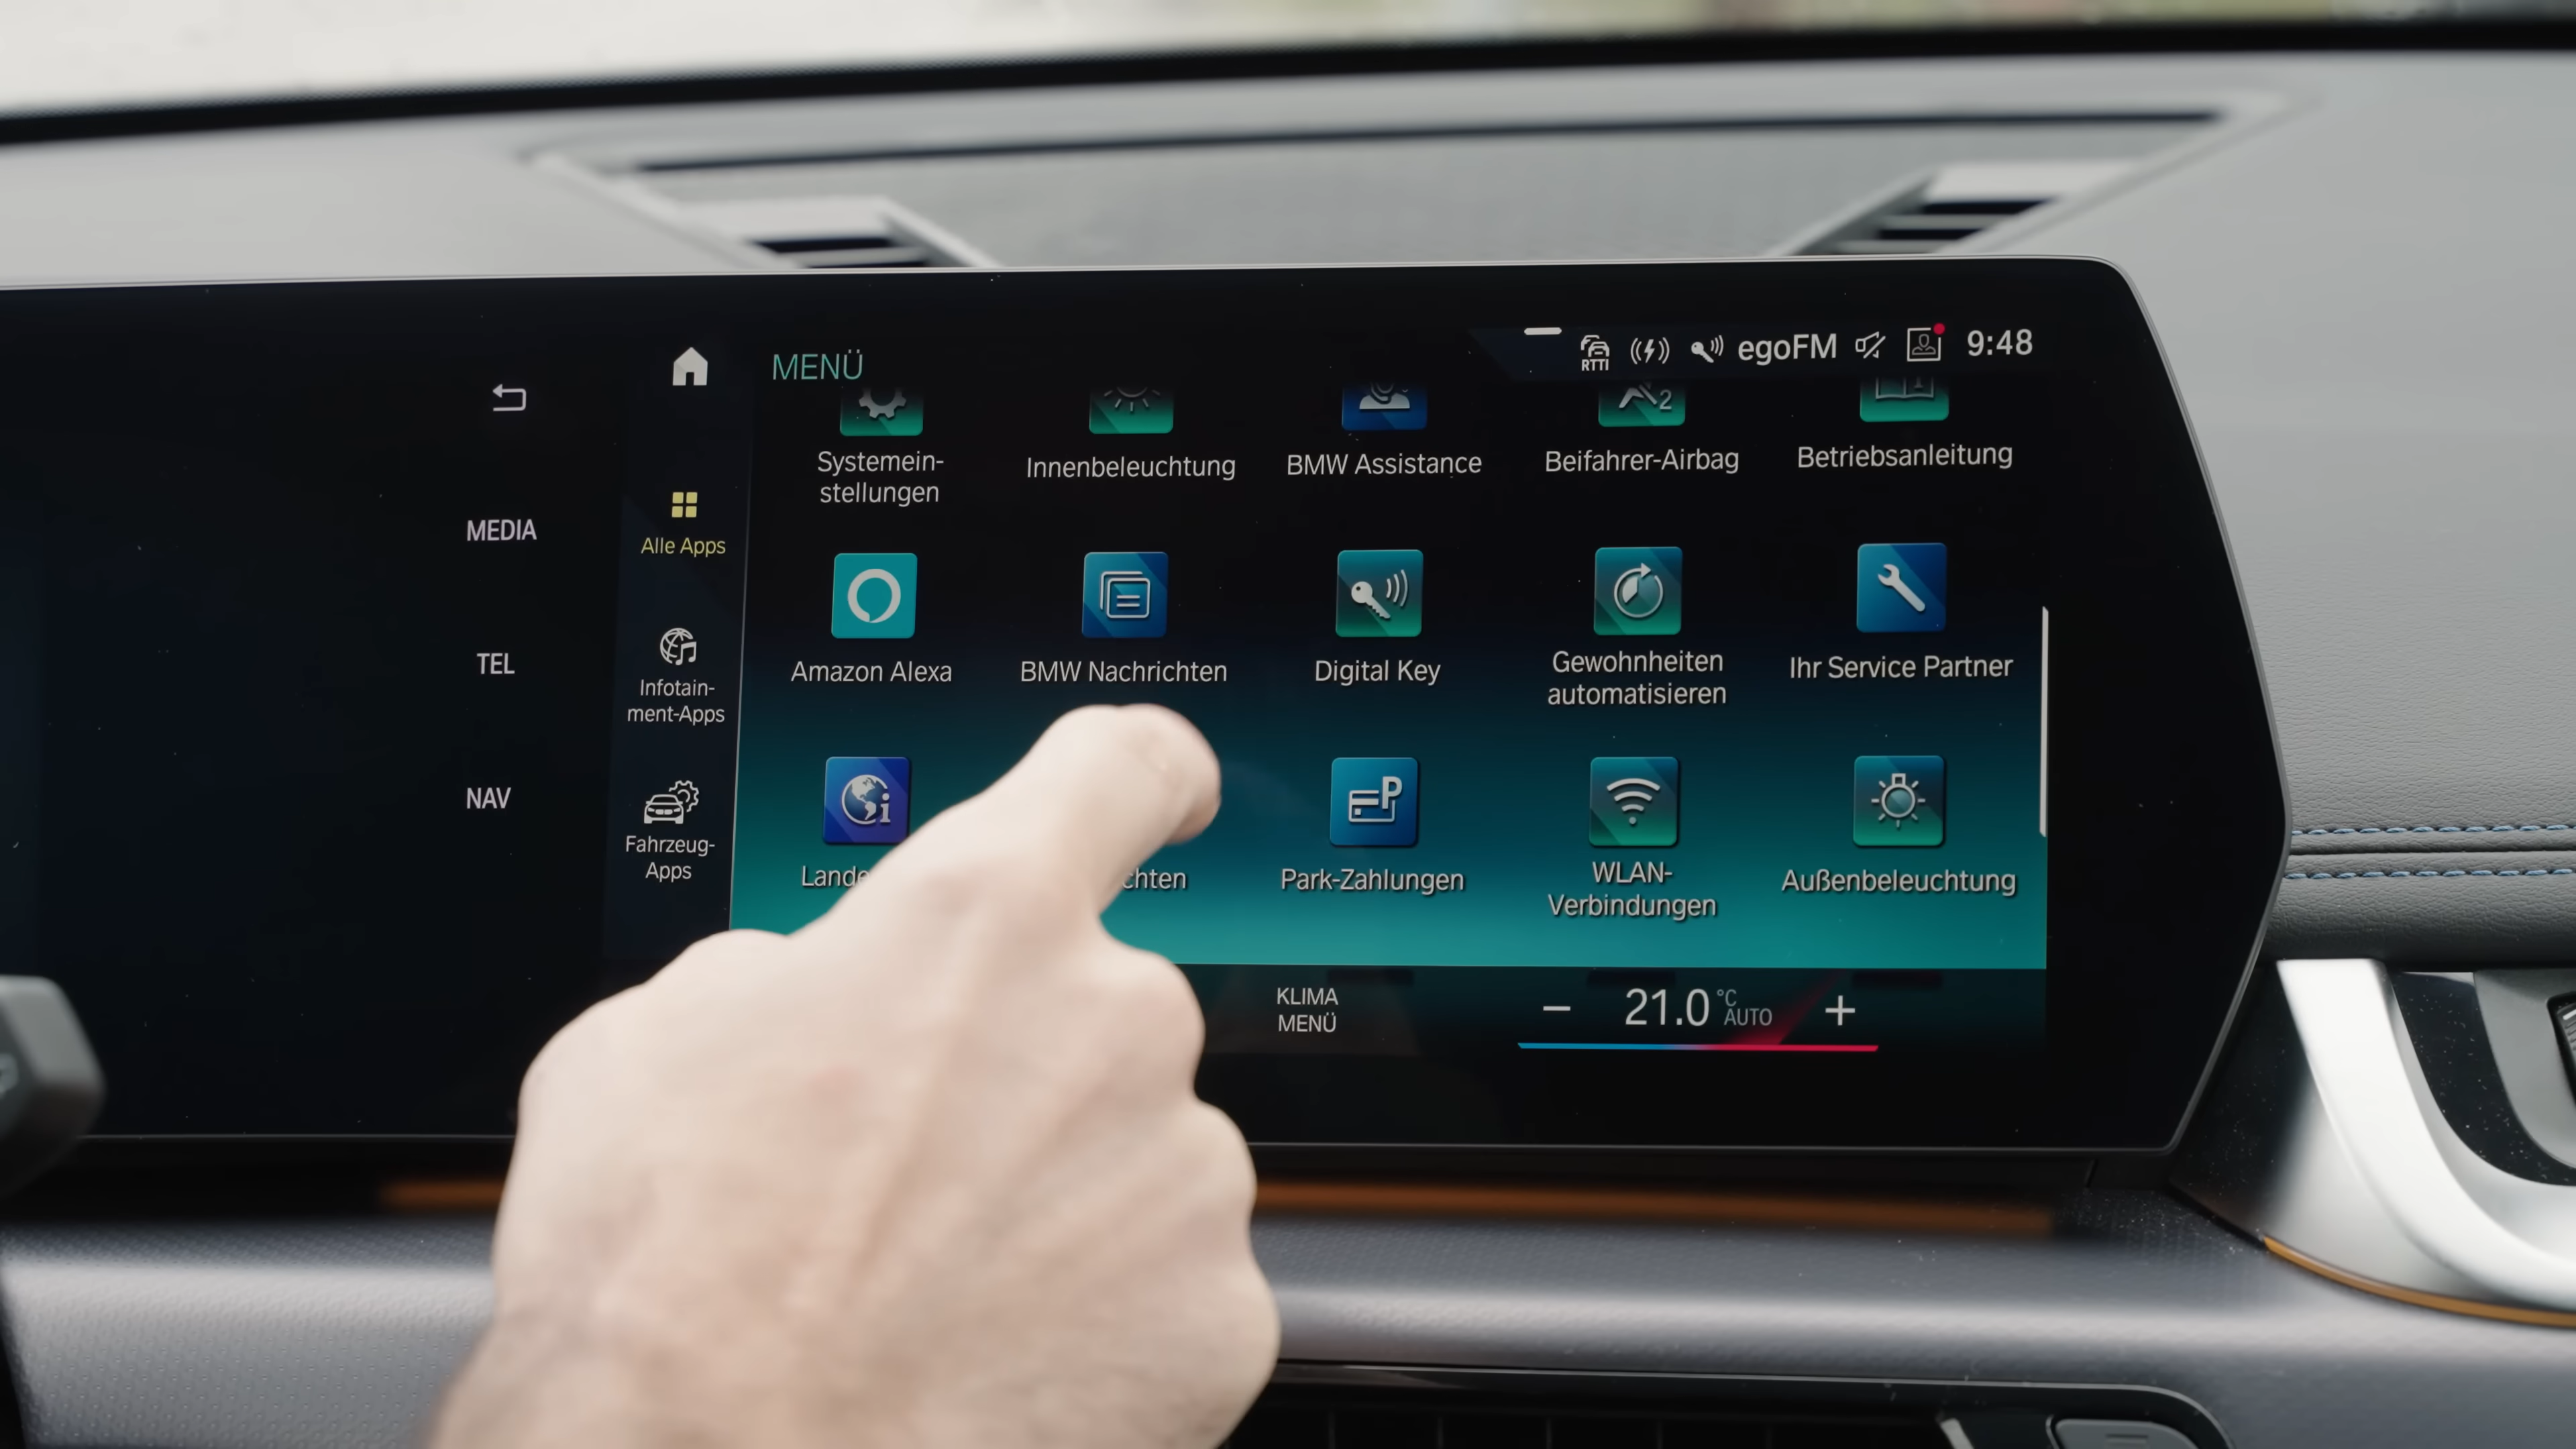 MENÜ
RTTI
egoFM
9:48
MEDIA
TEL
NAV
Alle Apps
Infotain-
ment-Apps
Fahrzeug-
Apps
Systemein-
stellungen
Innenbeleuchtung
BMW Assistance
2
Beifahrer-Airbag
Betriebsanleitung
Amazon Alexa
BMW Nachrichten
Digital Key
Gewohnheiten
automatisieren
Ihr Service Partner
i
P
Park-Zahlungen
WLAN-
Verbindungen
Außenbeleuchtung
KLIMA
MENÜ
− 21.0 °C AUTO +